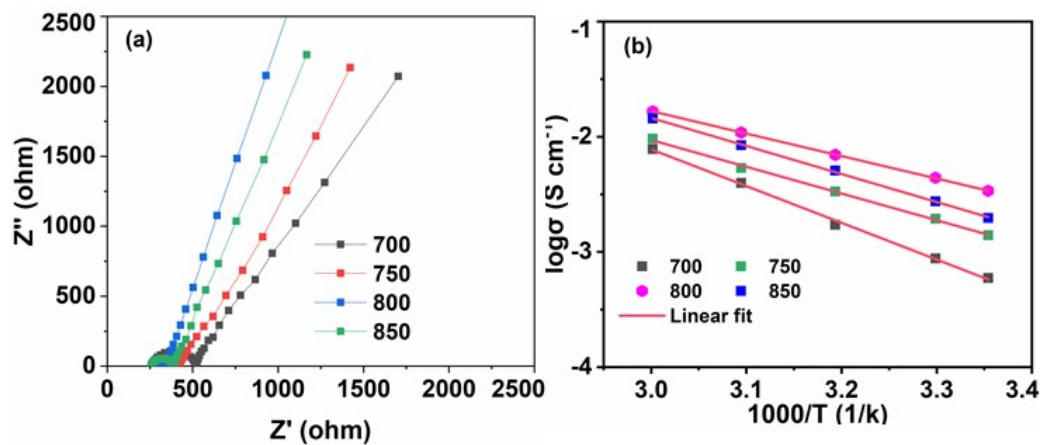 (a)
2500
2000
1500
1000
500
0
Z'' (ohm)
700
750
800
850
0 500 1000 1500 2000 2500
Z' (ohm)
(b)
-1
-2
-3
-4
logσ (S cm⁻¹)
700 750
800 850
Linear fit
3.0 3.1 3.2 3.3 3.4
1000/T (1/k)